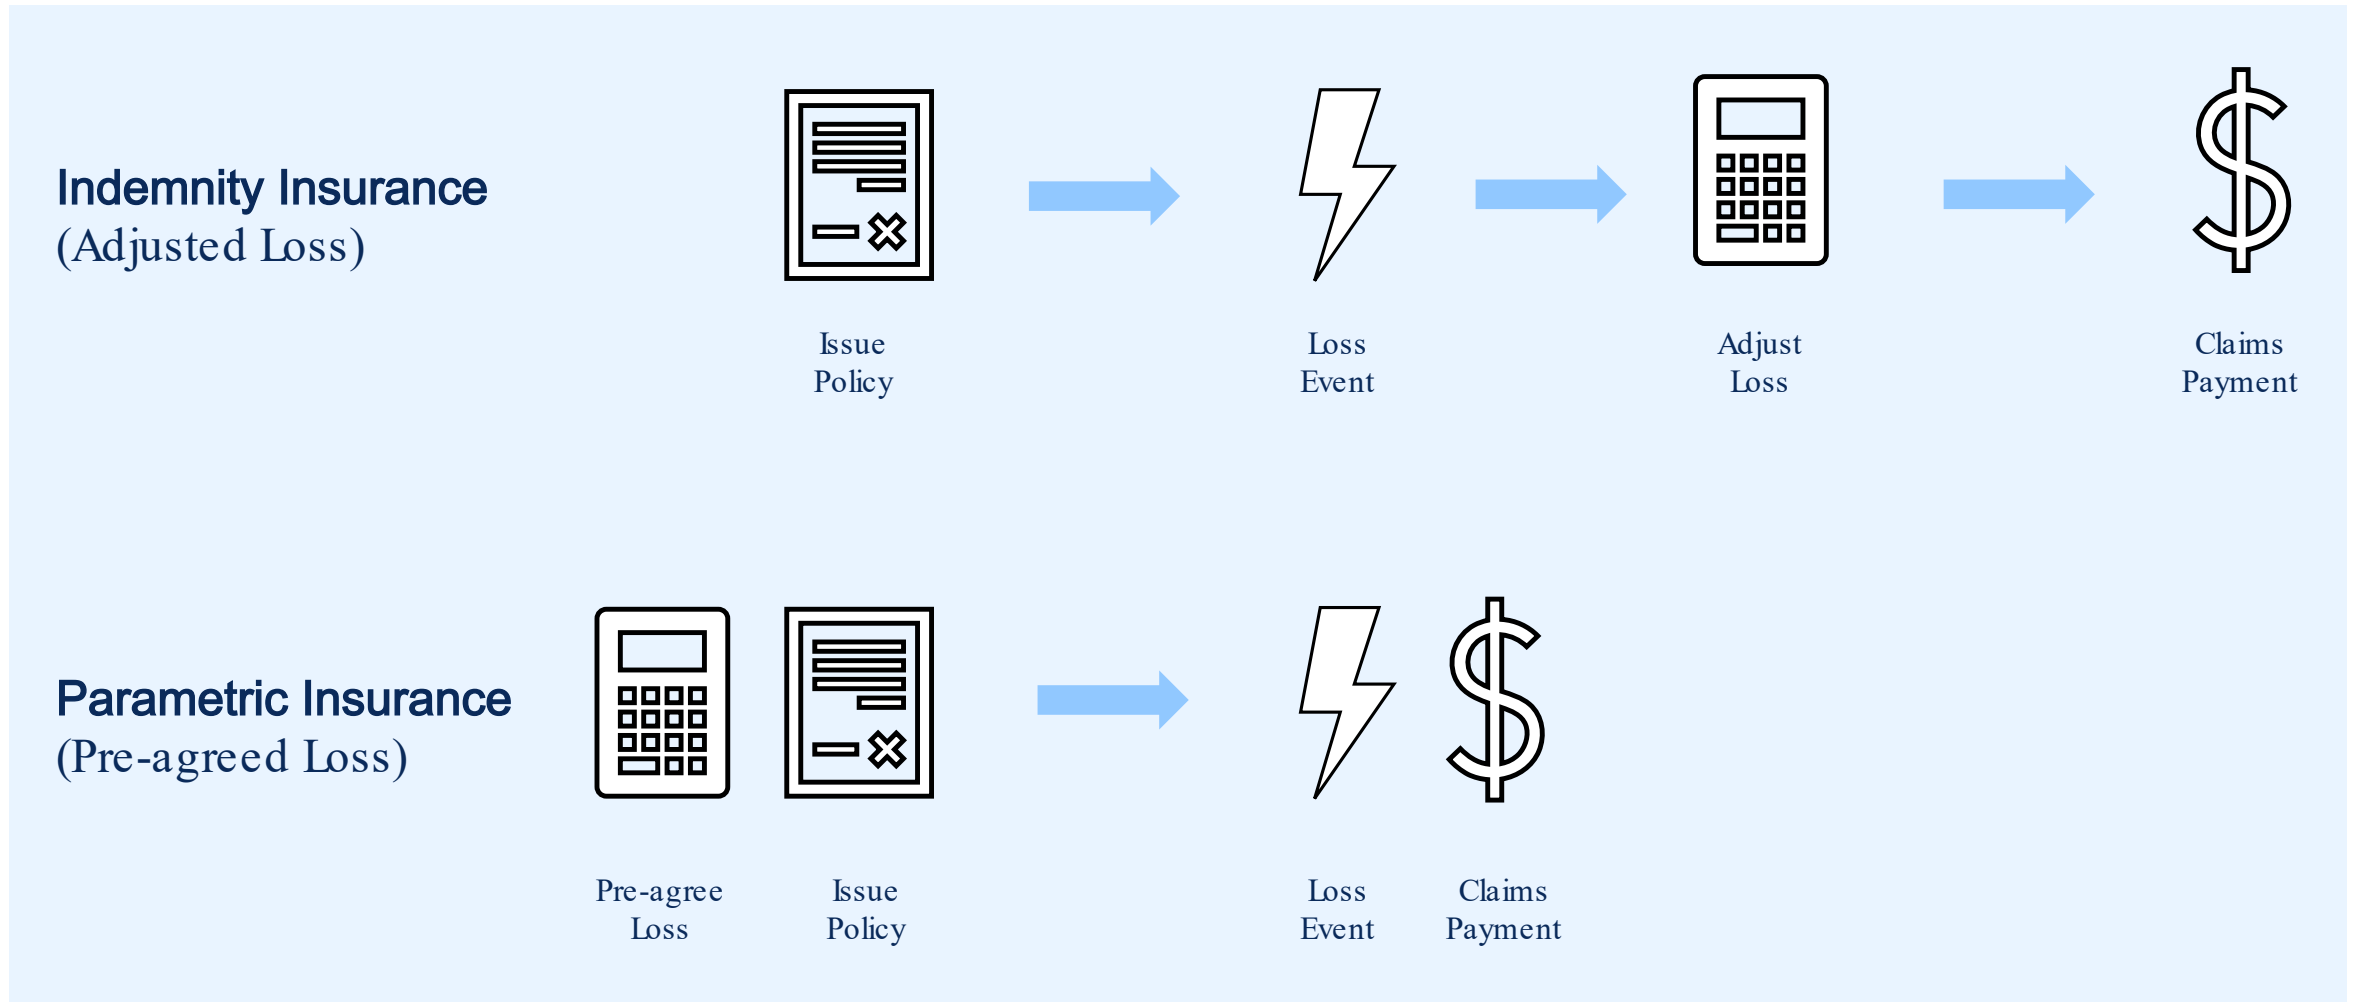 Indemnity Insurance
(Adjusted Loss)
Issue
Policy
Loss
Event
Adjust
Loss
Claims
Payment
Parametric Insurance
(Pre-agreed Loss)
Pre-agree
Loss
Issue
Policy
Loss
Event
Claims
Payment